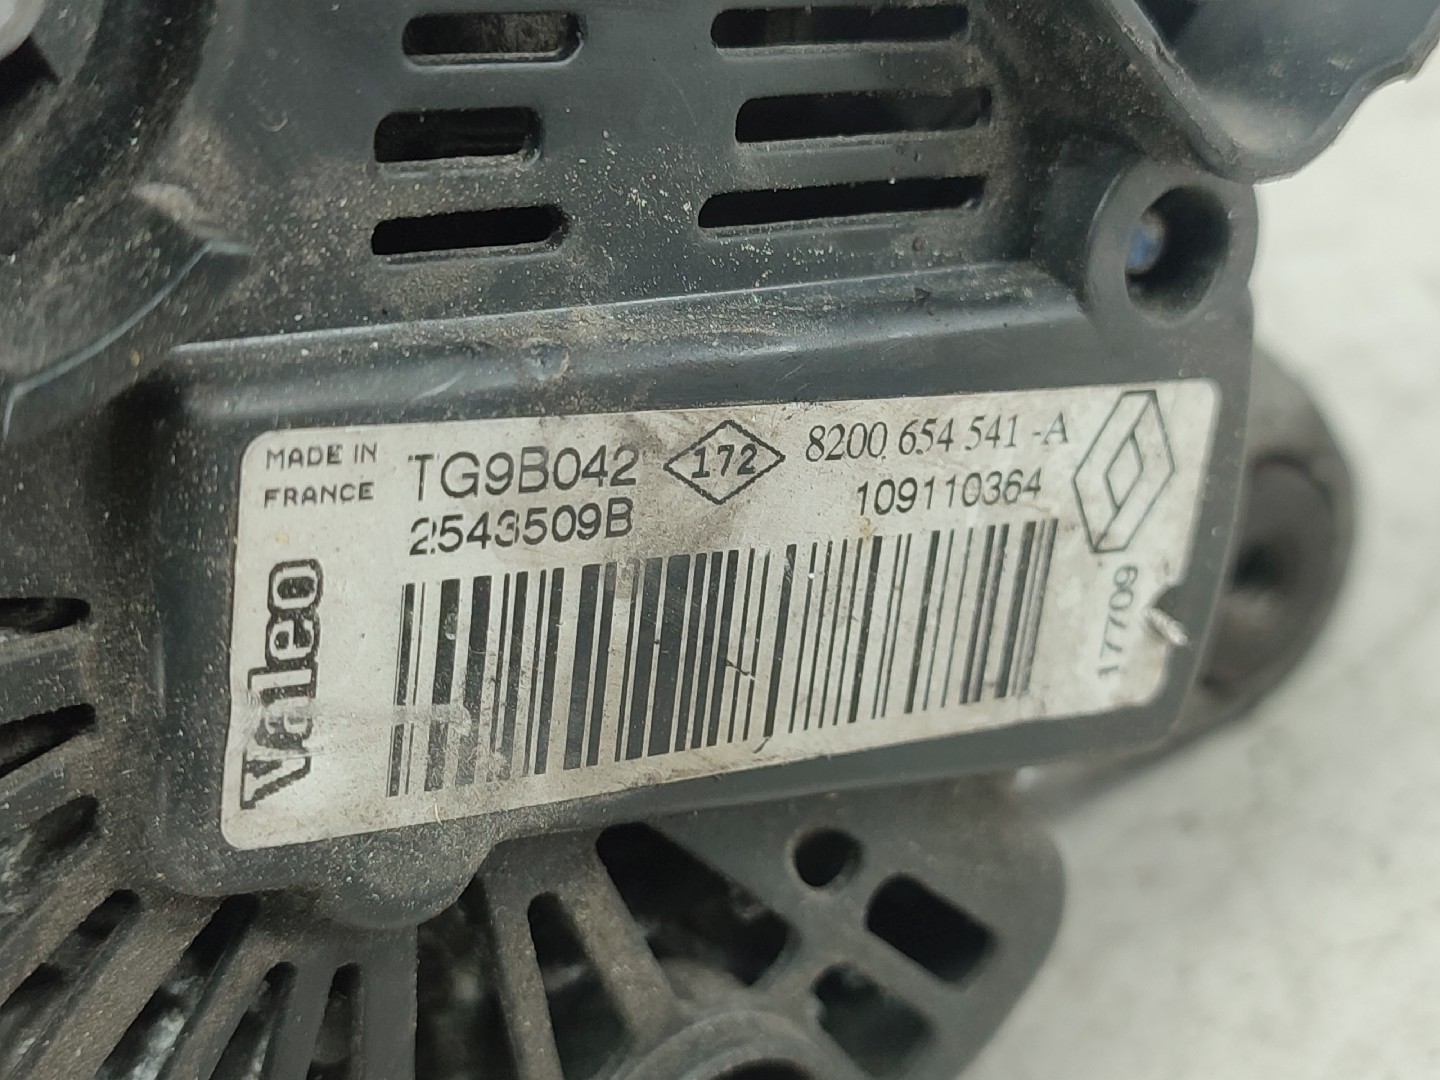 MADE IN
FRANCE
TG9B042
172
8200 654 541 -A
2543509B
109110364
Valeo
17709